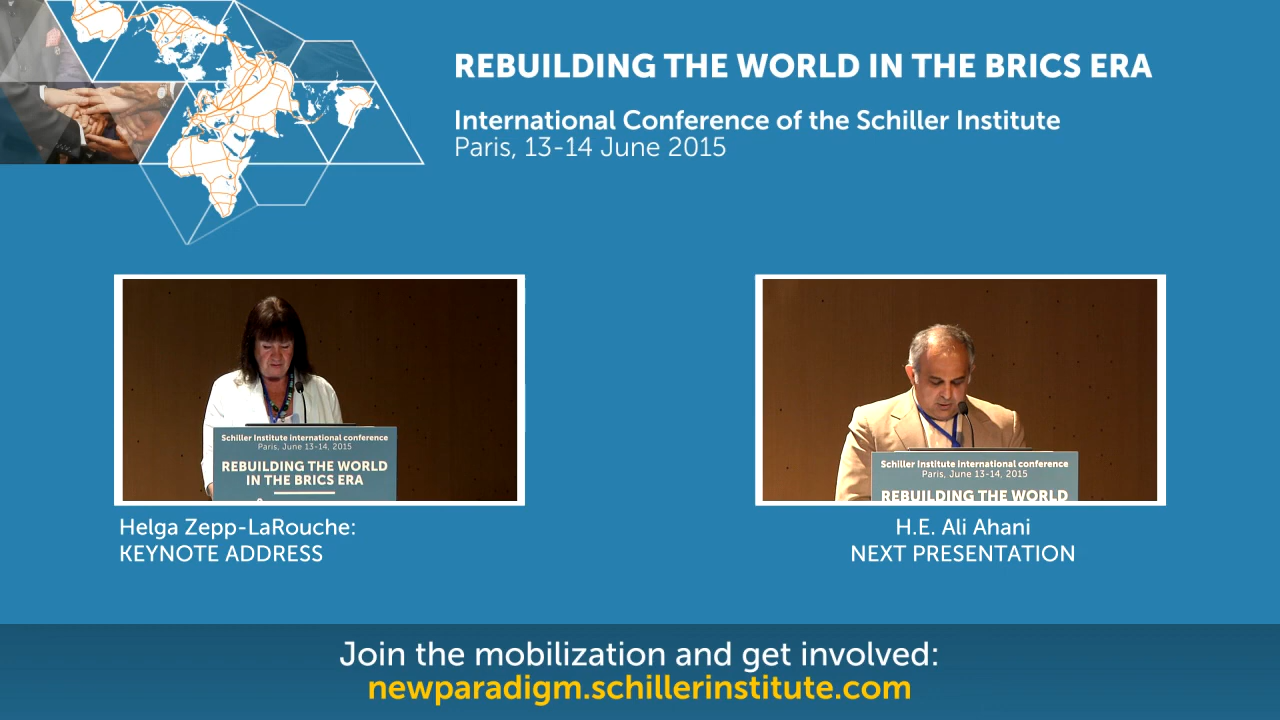 REBUILDING THE WORLD IN THE BRICS ERA
International Conference of the Schiller Institute
Paris, 13-14 June 2015
Schiller Institute international conference
Paris, June 13-14, 2015
REBUILDING THE WORLD
IN THE BRICS ERA
Schiller Institute international conference
Paris, June 13-14, 2015
REBUILDING THE WORLD
Helga Zepp-LaRouche:
KEYNOTE ADDRESS
H.E. Ali Ahani
NEXT PRESENTATION
Join the mobilization and get involved:
newparadigm.schillerinstitute.com